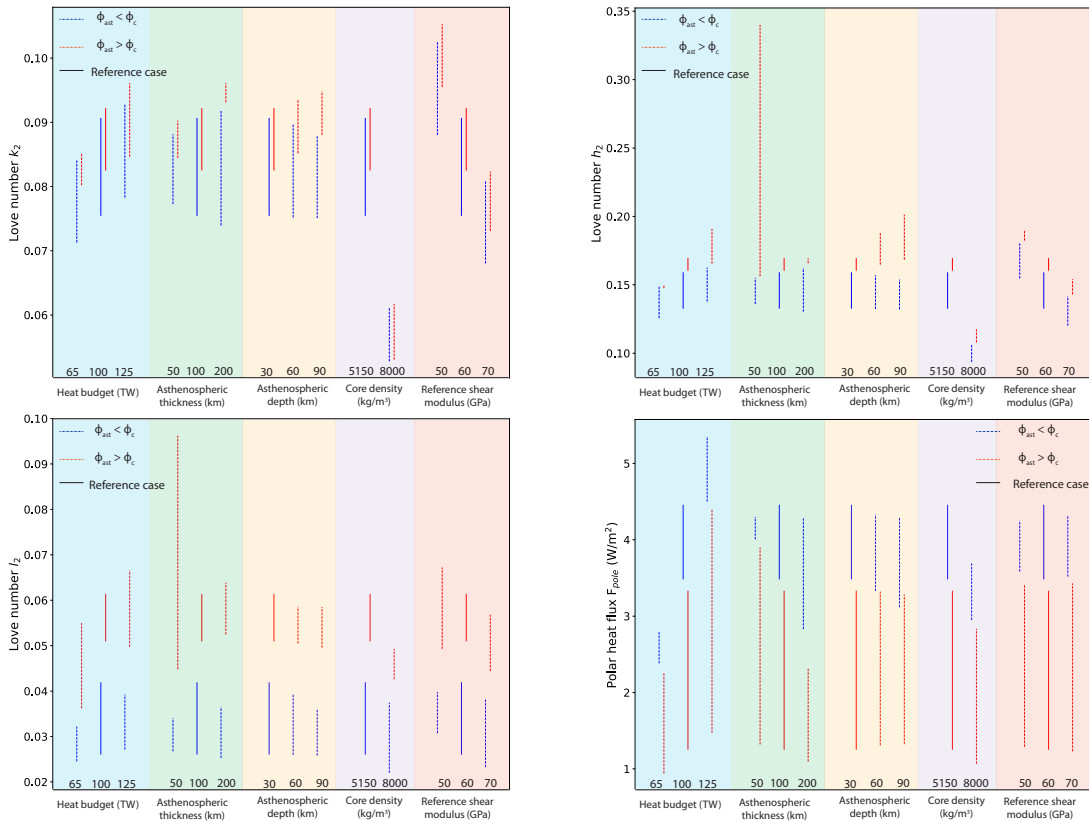 Love number k₂
0.10
0.09
0.08
0.07
0.06
ϕast < ϕc
ϕast > ϕc
Reference case
65 100 125 50 100 200 30 60 90 5150 8000 50 60 70
Heat budget (TW)
Asthenospheric
thickness (km)
Asthenospheric
depth (km)
Core density
(kg/m³)
Reference shear
modulus (GPa)
Love number h₂
0.35
0.30
0.25
0.20
0.15
0.10
ϕast < ϕc
ϕast > ϕc
Reference case
65 100 125 50 100 200 30 60 90 5150 8000 50 60 70
Heat budget (TW)
Asthenospheric
thickness (km)
Asthenospheric
depth (km)
Core density
(kg/m³)
Reference shear
modulus (GPa)
Love number l₂
0.10
0.09
0.08
0.07
0.06
0.05
0.04
0.03
0.02
ϕast < ϕc
ϕast > ϕc
Reference case
65 100 125 50 100 200 30 60 90 5150 8000 50 60 70
Heat budget (TW)
Asthenospheric
thickness (km)
Asthenospheric
depth (km)
Core density
(kg/m³)
Reference shear
modulus (GPa)
Polar heat flux Fpole (W/m²)
5
4
3
2
1
ϕast < ϕc
ϕast > ϕc
Reference case
65 100 125 50 100 200 30 60 90 5150 8000 50 60 70
Heat budget (TW)
Asthenospheric
thickness (km)
Asthenospheric
depth (km)
Core density
(kg/m³)
Reference shear
modulus (GPa)